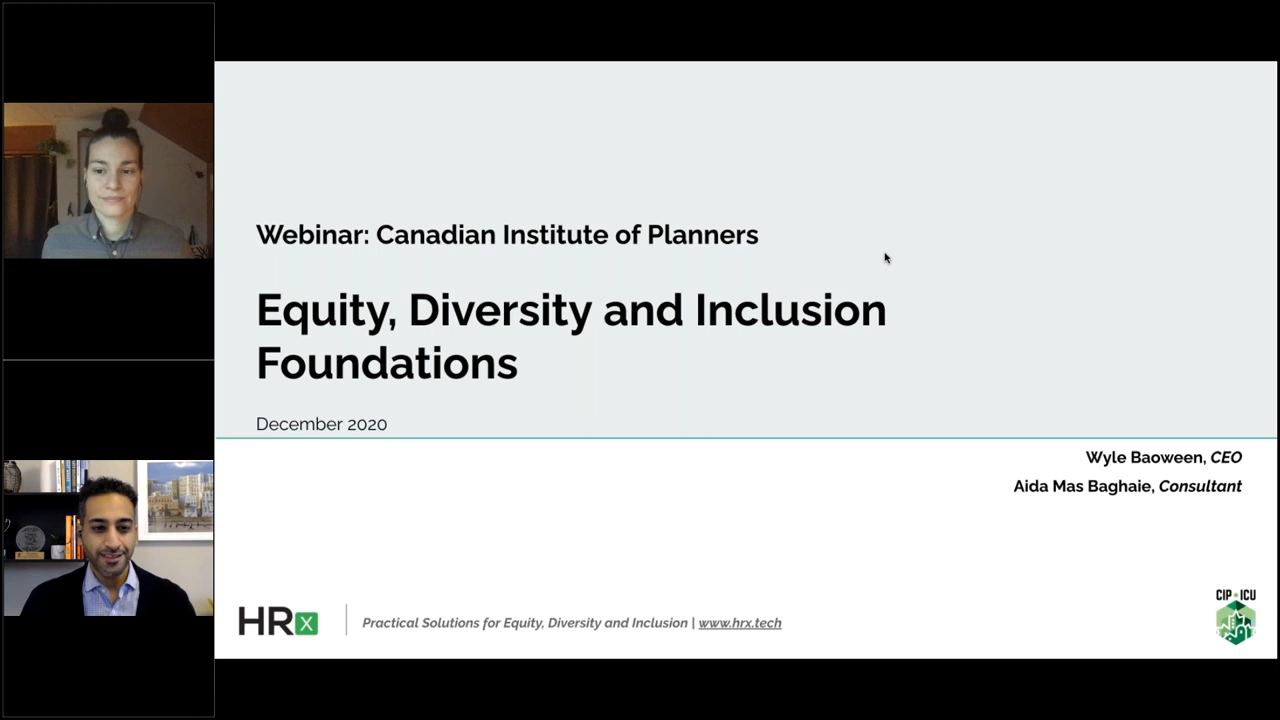 Webinar: Canadian Institute of Planners
Equity, Diversity and Inclusion
Foundations
December 2020
Wyle Baoween, CEO
Aida Mas Baghaie, Consultant
HRx
Practical Solutions for Equity, Diversity and Inclusion | www.hrx.tech
CIP ICU